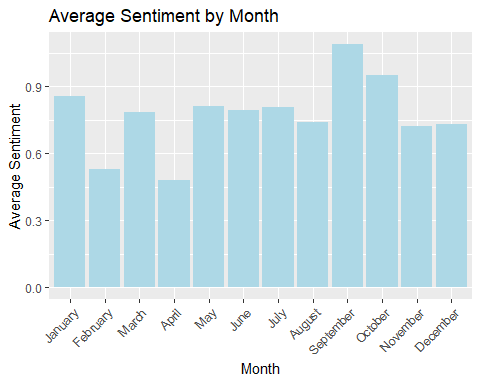 Average Sentiment by Month
Average Sentiment
0.9
0.6
0.3
0.0
January
February
March
April
May
June
July
August
September
October
November
December
Month